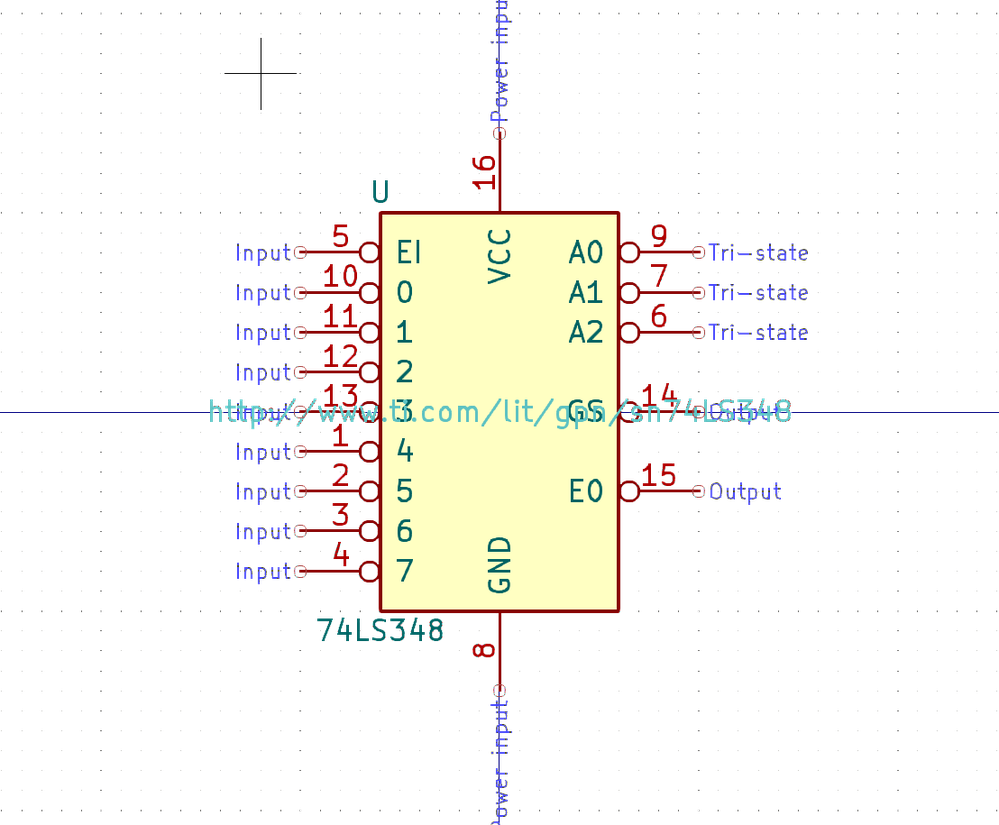 Power inpu
16
U
Input 5 EI VCC A0 9 Tri-state
Input 10 0 A1 7 Tri-state
Input 11 1 A2 6 Tri-state
Input 12 2
Input 13 3 GS 14 Output
http://www.ti.com/lit/gpn/sn74LS348
Input 1 4
Input 2 5 E0 15 Output
Input 3 6
Input 4 7 GND
74LS348
8
Power input